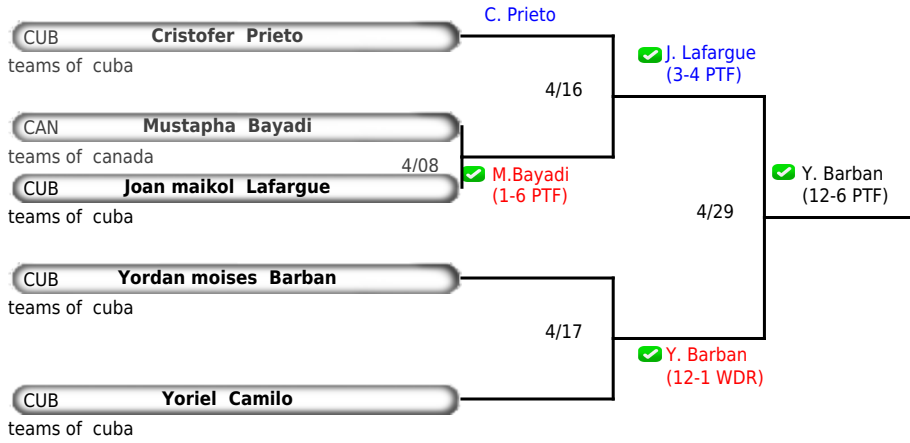 C. Prieto
CUB Cristofer Prieto
teams of cuba
J. Lafargue
(3-4 PTF)
4/16
CAN Mustapha Bayadi
teams of canada
4/08
M.Bayadi
(1-6 PTF)
CUB Joan maikol Lafargue
teams of cuba
Y. Barban
(12-6 PTF)
4/29
CUB Yordan moises Barban
teams of cuba
4/17
Y. Barban
(12-1 WDR)
CUB Yoriel Camilo
teams of cuba